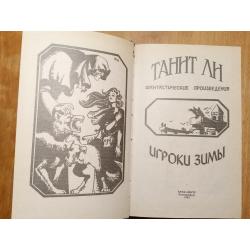 ТАНИТ ЛИ
ФАНТАСТИЧЕСКИЕ ПРОИЗВЕДЕНИЯ
ИГРОКИ ЗИМЫ